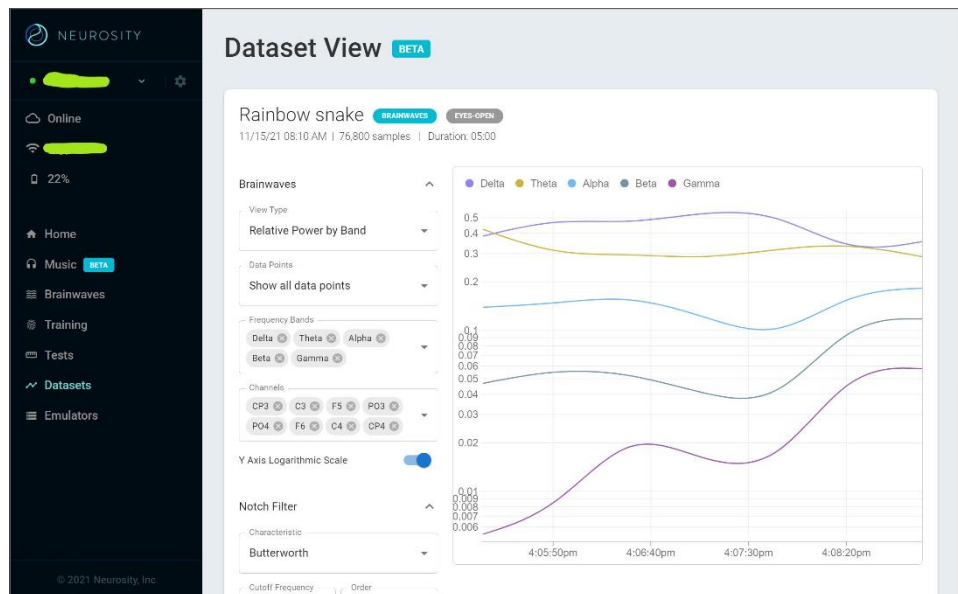 NEUROSITY
Online
22%
Home
Music BETA
Brainwaves
Training
Tests
Datasets
Emulators
© 2021 Neurosity, Inc
Dataset View BETA
Rainbow snake BRAINWAVES EYES-OPEN
11/15/21 08:10 AM | 76,800 samples | Duration: 05:00
Brainwaves
View Type
Relative Power by Band
Data Points
Show all data points
Frequency Bands
Delta Theta Alpha
Beta Gamma
Channels
CP3 C3 F5 PO3
PO4 F6 C4 CP4
Y Axis Logarithmic Scale
Notch Filter
Characteristic
Butterworth
Cutoff Frequency Order
Delta Theta Alpha Beta Gamma
0.5
0.4
0.3
0.2
0.1
0.09
0.08
0.07
0.06
0.05
0.04
0.03
0.02
0.01
0.009
0.008
0.007
0.006
4:05:50pm 4:06:40pm 4:07:30pm 4:08:20pm